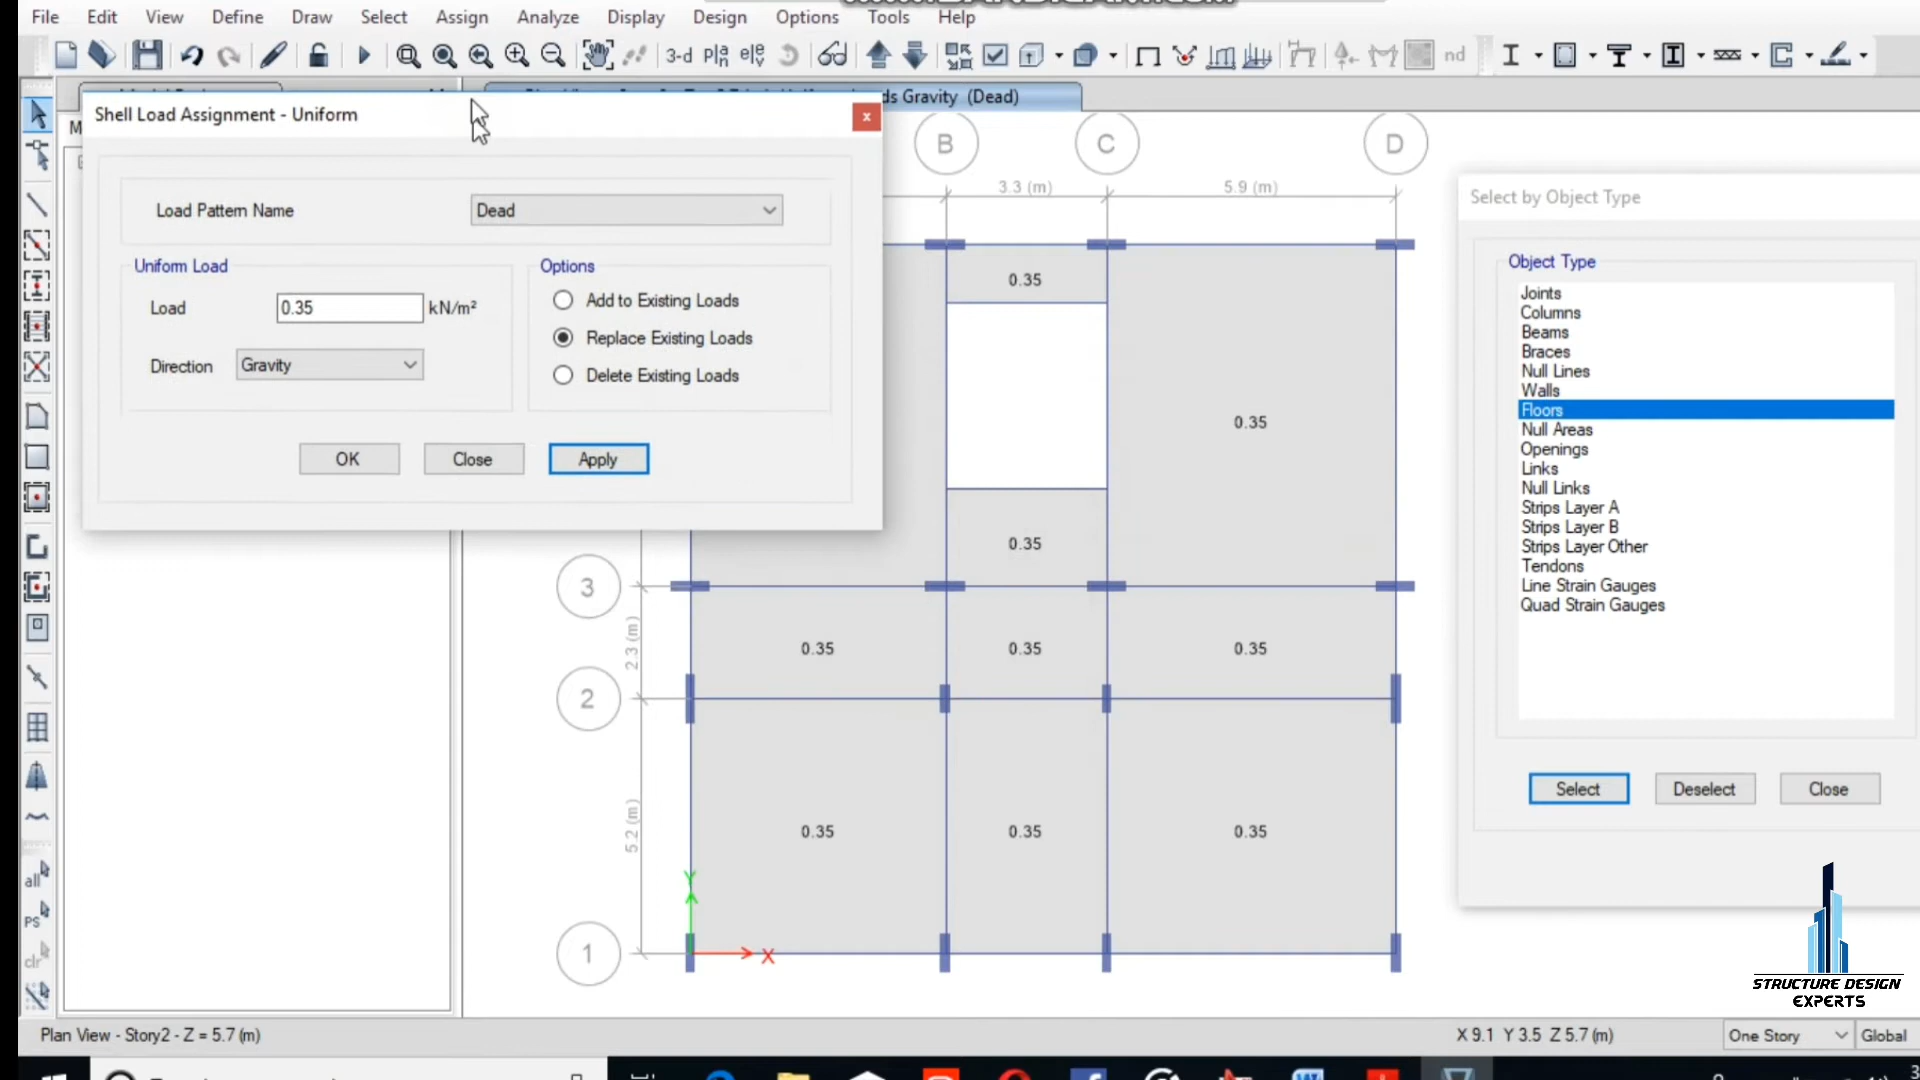 File Edit View Define Draw Select Assign Analyze Display Design Options Tools Help
3-d
nd
ds Gravity (Dead)
Shell Load Assignment - Uniform
x
Load Pattern Name
Dead
Uniform Load
Load
0.35
kN/m²
Direction
Gravity
Options
Add to Existing Loads
Replace Existing Loads
Delete Existing Loads
OK
Close
Apply
B
C
D
3.3 (m)
5.9 (m)
0.35
0.35
0.35
3
2.3 (m)
0.35
0.35
0.35
2
5.2 (m)
0.35
0.35
0.35
Y
1
X
Select by Object Type
Object Type
Joints
Columns
Beams
Braces
Null Lines
Walls
Floors
Null Areas
Openings
Links
Null Links
Strips Layer A
Strips Layer B
Strips Layer Other
Tendons
Line Strain Gauges
Quad Strain Gauges
Select
Deselect
Close
all
PS
clr
STRUCTURE DESIGN
EXPERTS
Plan View - Story2 - Z = 5.7 (m)
X 9.1 Y 3.5 Z 5.7 (m)
One Story
Global